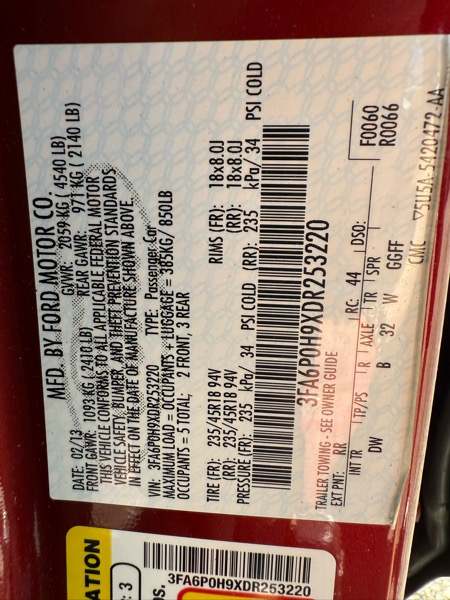 MFD. BY FORD MOTOR CO.
DATE: 02/13 GVWR: 2059 KG ( 4540 LB)
FRONT GAWR: 1093 KG ( 2410 LB) REAR GAWR: 971 KG ( 2140 LB)
THIS VEHICLE CONFORMS TO ALL APPLICABLE FEDERAL MOTOR
VEHICLE SAFETY, BUMPER, AND THEFT PREVENTION STANDARDS
IN EFFECT ON THE DATE OF MANUFACTURE SHOWN ABOVE.
VIN: 3FA6P0H9XDR253220 TYPE: Passenger Car
MAXIMUM LOAD = OCCUPANTS + LUGGAGE = 385KG/ 850LB
OCCUPANTS = 5 TOTAL; 2 FRONT, 3 REAR
TIRE (FR): 235/45R18 94V RIMS (FR): 18x8.0J
(RR): 235/45R18 94V (RR): 18x8.0J
PRESSURE (FR): 235 kPa/ 34 PSI COLD (RR): 235 kPa/ 34 PSI COLD
3FA6P0H9XDR253220
TRAILER TOWING - SEE OWNER GUIDE
EXT PNT: RR RC: 44 DSO: F0060
R0066
INT TR TP/PS R AXLE TR SPR
DW B 32 W GGFF
CMC ▽5U5A-5420472-AA
ATION
: 3
OS.
3FA6P0H9XDR253220